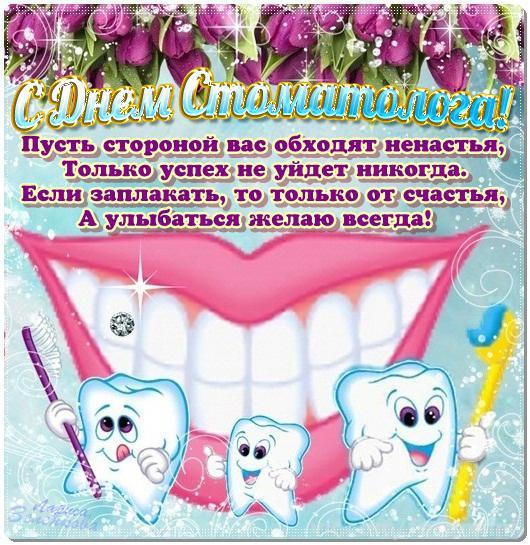 С Днем Стоматолога!
Пусть стороной вас обходят ненастья,
Только успех не уйдет никогда.
Если заплакать, то только от счастья,
А улыбаться желаю всегда!
Лариса